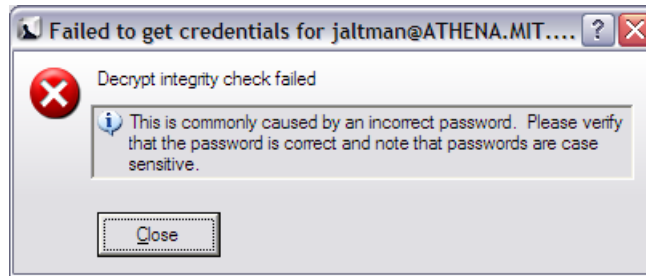 Failed to get credentials for jaltman@ATHENA.MIT....
Decrypt integrity check failed
This is commonly caused by an incorrect password. Please verify
that the password is correct and note that passwords are case
sensitive.
Close